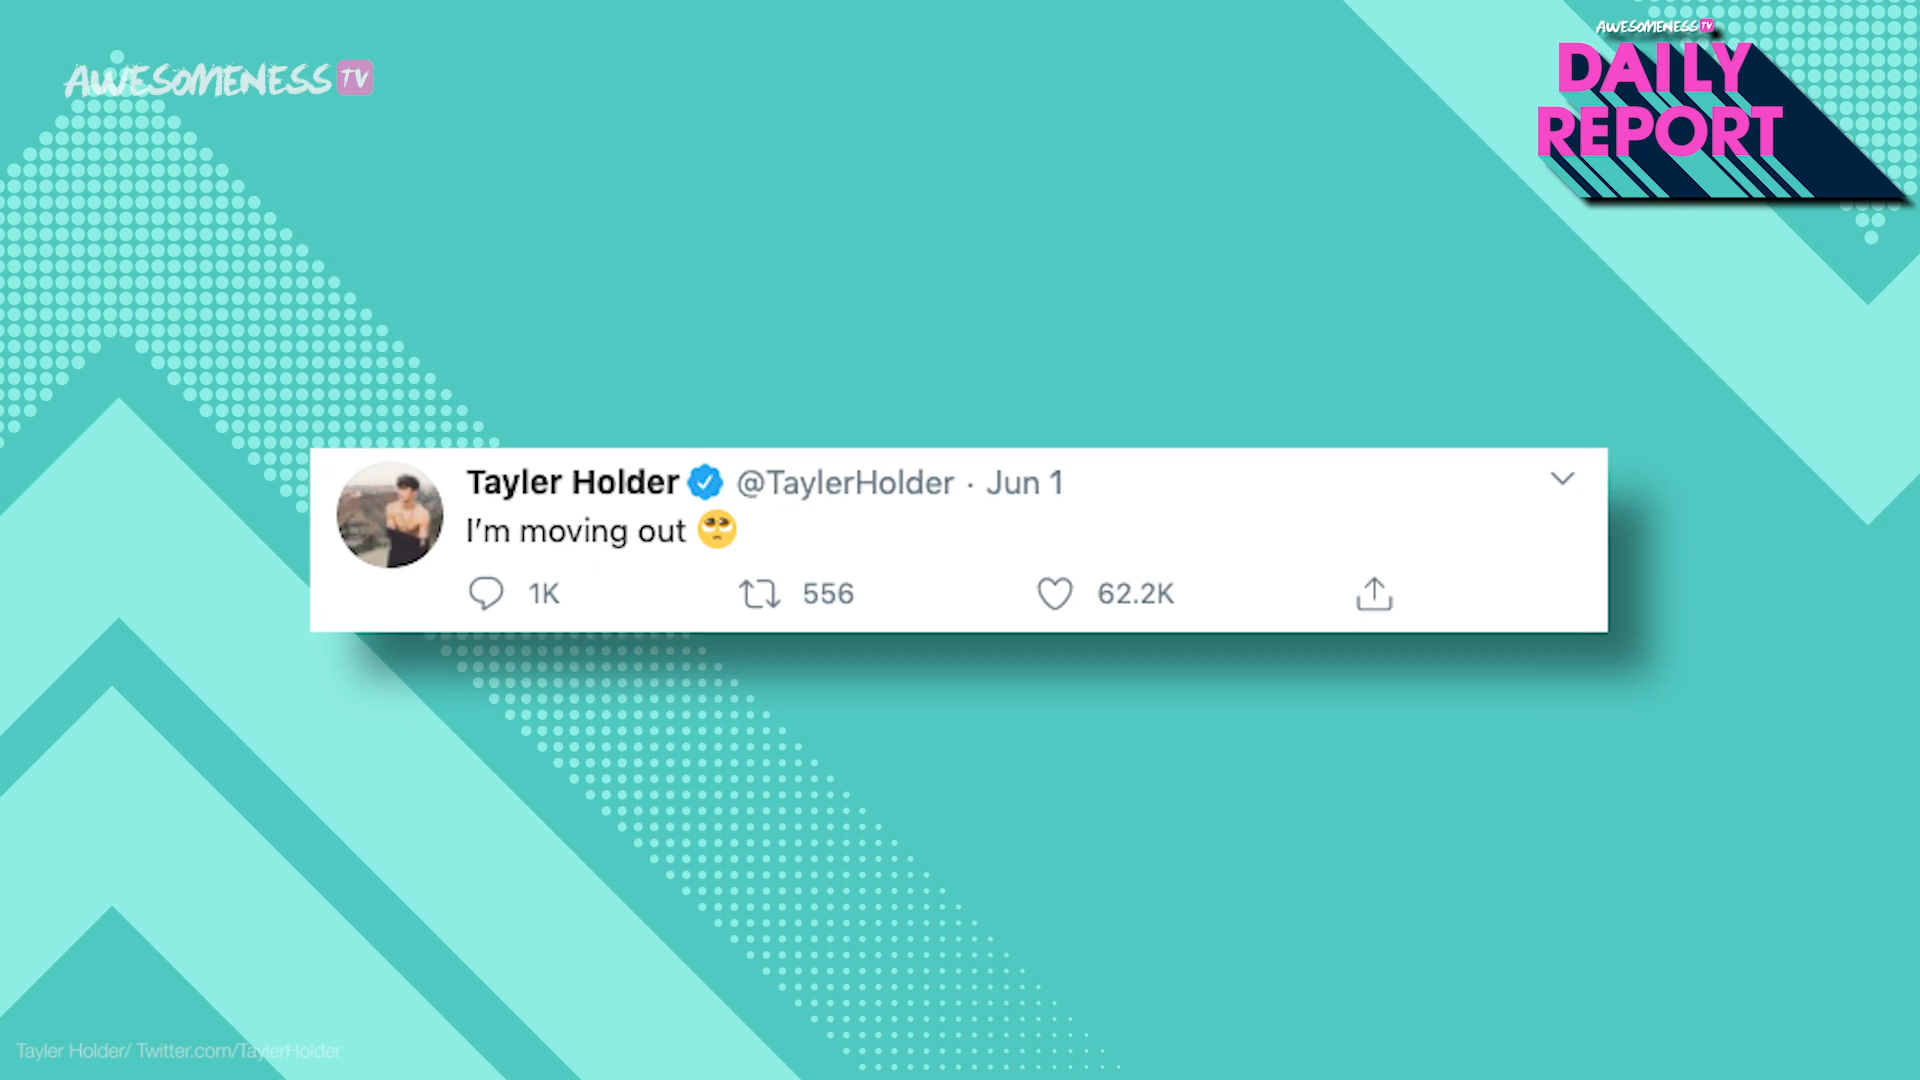 AWESOMENESS TV
AWESOMENESS TV
DAILY
REPORT
Tayler Holder @TaylerHolder · Jun 1
I'm moving out 🥺
1K 556 62.2K
Tayler Holder/ Twitter.com/TaylerHolder